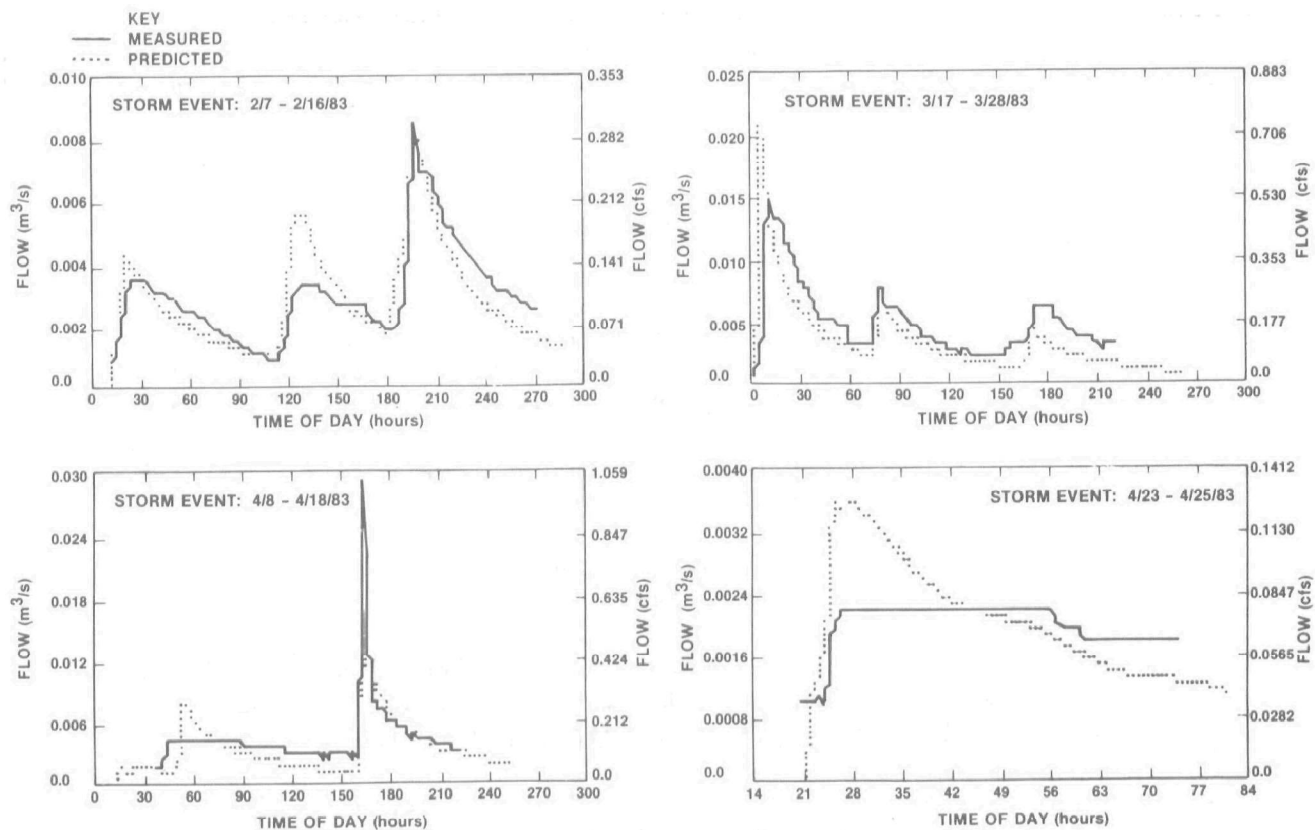 KEY
MEASURED
PREDICTED
STORM EVENT: 2/7 - 2/16/83
FLOW (m³/s)
0.010
0.008
0.006
0.004
0.002
0.0
0.353
0.282
0.212
0.141
0.071
0.0
FLOW (cfs)
0 30 60 90 120 150 180 210 240 270 300
TIME OF DAY (hours)
STORM EVENT: 3/17 - 3/28/83
FLOW (m³/s)
0.025
0.020
0.015
0.010
0.005
0.0
0.883
0.706
0.530
0.353
0.177
0.0
FLOW (cfs)
0 30 60 90 120 150 180 210 240 270 300
TIME OF DAY (hours)
STORM EVENT: 4/8 - 4/18/83
FLOW (m³/s)
0.030
0.024
0.018
0.012
0.006
0.0
1.059
0.847
0.635
0.424
0.212
0.0
FLOW (cfs)
0 30 60 90 120 150 180 210 240 270 300
TIME OF DAY (hours)
STORM EVENT: 4/23 - 4/25/83
FLOW (m³/s)
0.0040
0.0032
0.0024
0.0016
0.0008
0.0
0.1412
0.1130
0.0847
0.0565
0.0282
0.0
FLOW (cfs)
14 21 28 35 42 49 56 63 70 77 84
TIME OF DAY (hours)